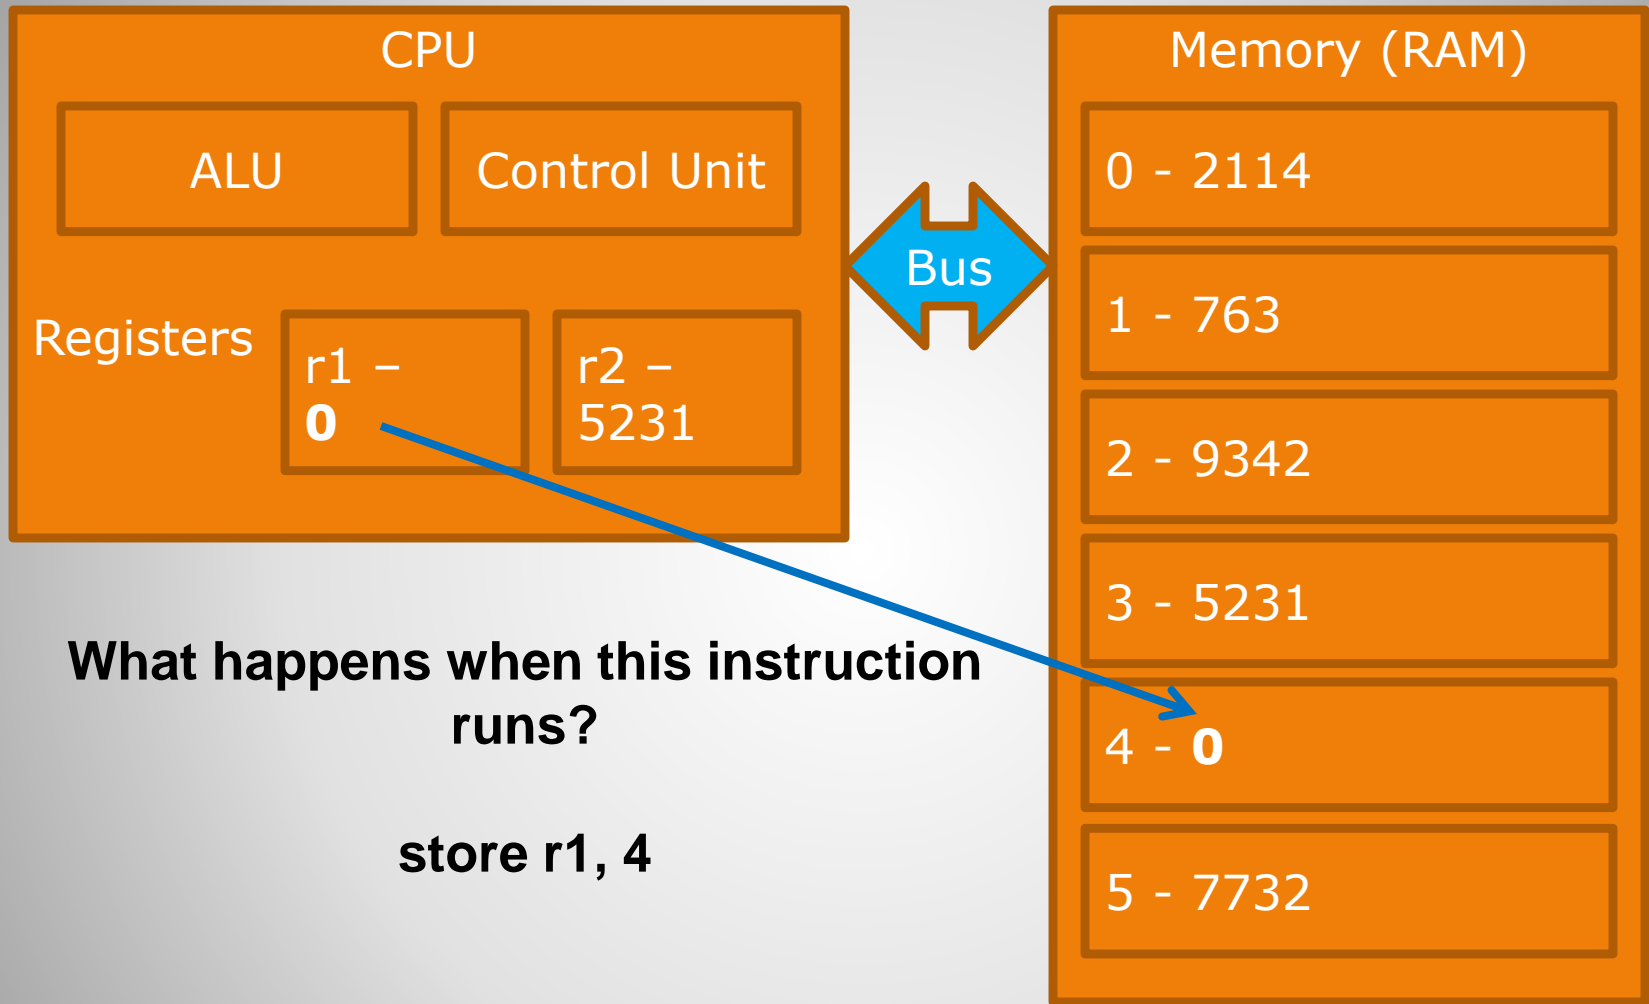 CPU
ALU
Control Unit
Registers
r1 –
0
r2 –
5231
Bus
Memory (RAM)
0 - 2114
1 - 763
2 - 9342
3 - 5231
4 - 0
5 - 7732
What happens when this instruction
runs?
store r1, 4